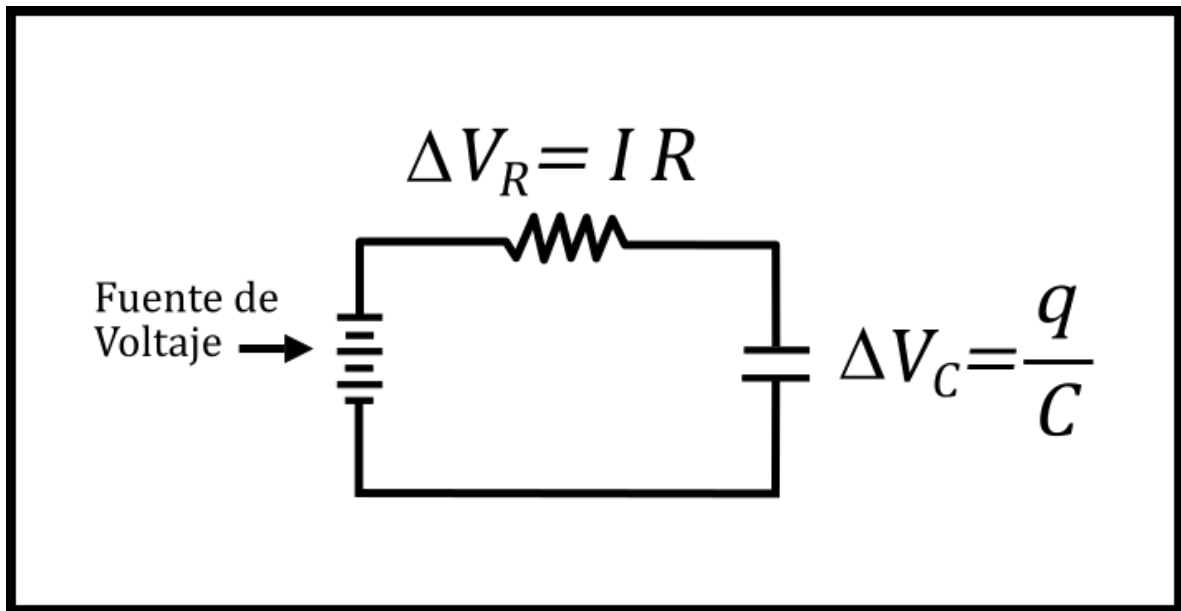 ΔV_R = I R
Fuente de
Voltaje
ΔV_C = q/C